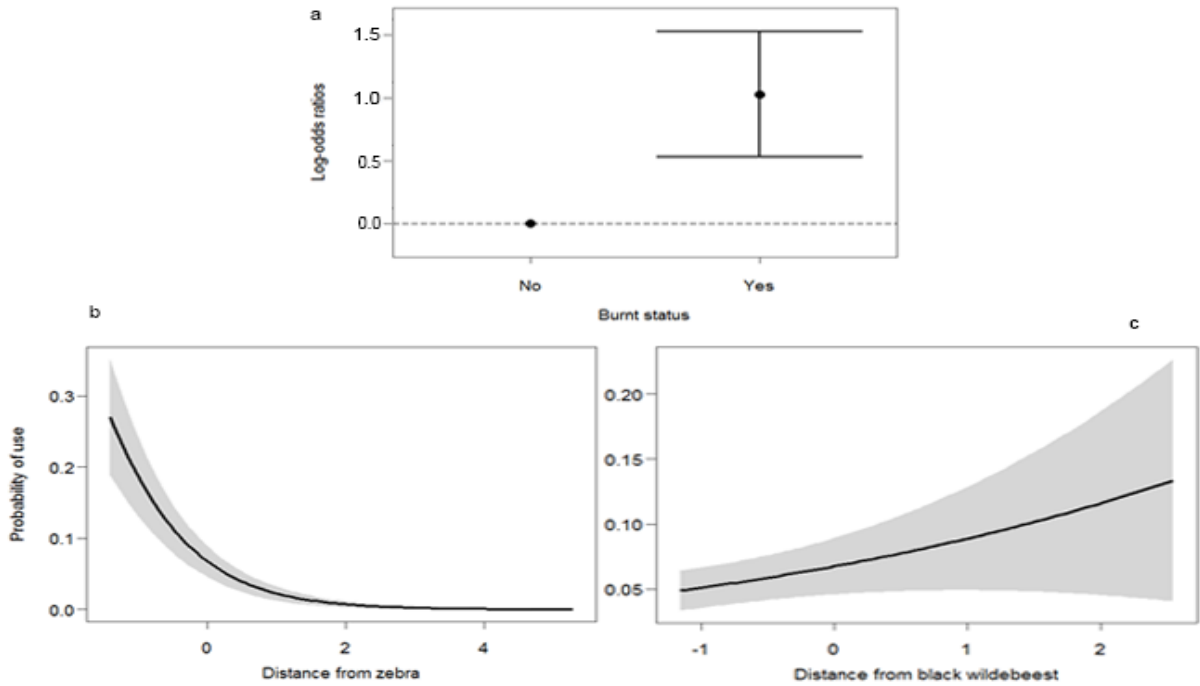 a
Log-odds ratios
1.5
1.0
0.5
0.0
No
Yes
Burnt status
b
Probability of use
0.3
0.2
0.1
0.0
0
2
4
Distance from zebra
c
0.20
0.15
0.10
0.05
-1
0
1
2
Distance from black wildebeest